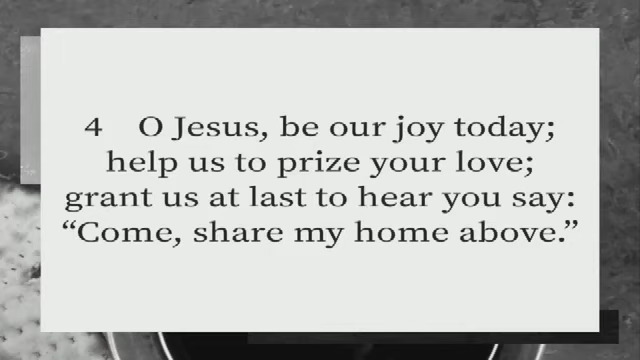 4 O Jesus, be our joy today;
help us to prize your love;
grant us at last to hear you say:
“Come, share my home above.”